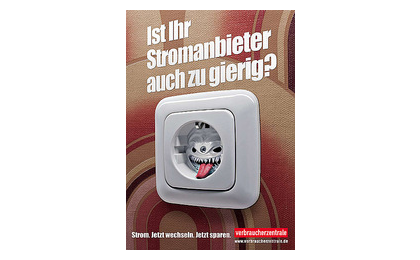 Ist Ihr
Stromanbieter
auch zu gierig?
Strom. Jetzt wechseln. Jetzt sparen.
verbraucherzentrale
www.verbraucherzentrale.de